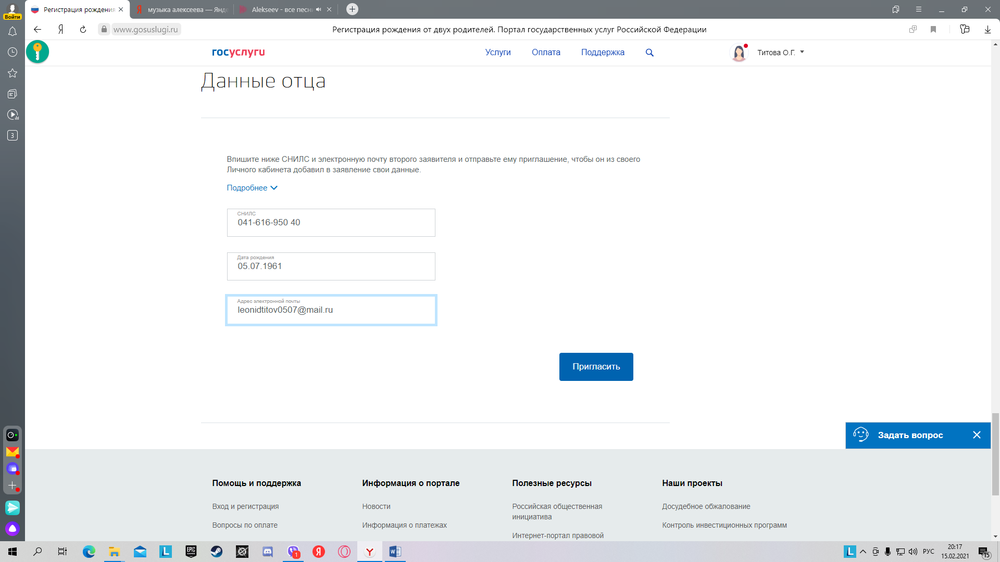 Войти
Регистрация рождения
музыка алексеева — Янде
Alekseev - все песн
www.gosuslugi.ru
Регистрация рождения от двух родителей. Портал государственных услуг Российской Федерации
госуслуги
Услуги
Оплата
Поддержка
Титова О.Г.
3
Данные отца
Впишите ниже СНИЛС и электронную почту второго заявителя и отправьте ему приглашение, чтобы он из своего
Личного кабинета добавил в заявление свои данные.
Подробнее
СНИЛС
041-616-950 40
Дата рождения
05.07.1961
Адрес электронной почты
leonidtitov0507@mail.ru
Пригласить
Задать вопрос
Помощь и поддержка
Информация о портале
Полезные ресурсы
Наши проекты
Вход и регистрация
Новости
Российская общественная
инициатива
Досудебное обжалование
Вопросы по оплате
Информация о платежах
Контроль инвестиционных программ
Интернет-портал правовой
L
EPIC
GAMES
1
Я
Y
W
L
РУС
20:17
15.02.2021
15